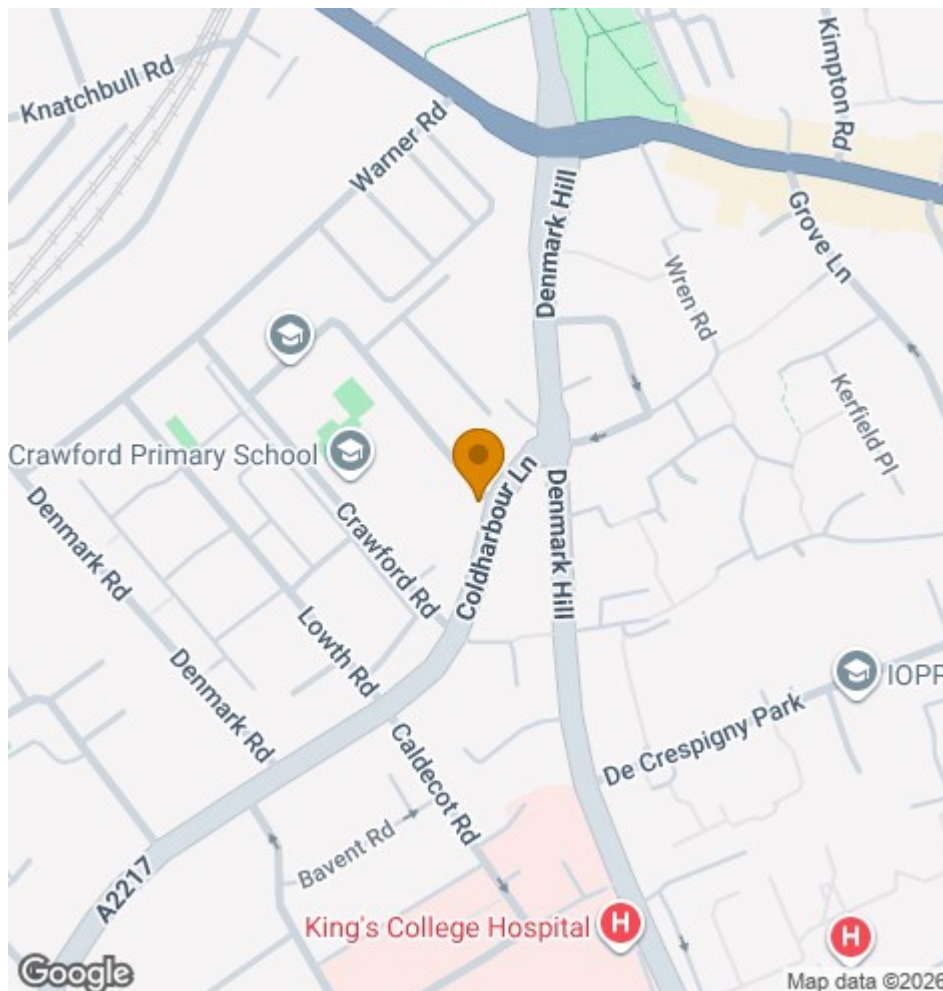 Knatchbull Rd
Warner Rd
Kimpton Rd
Denmark Hill
Wren Rd
Grove Ln
Kerfield Pl
Crawford Primary School
Coldharbour Ln
Denmark Hill
Denmark Rd
Crawford Rd
Lowth Rd
Denmark Rd
IOPP
De Crespigny Park
Caldecot Rd
Bavent Rd
A2217
King's College Hospital
H
H
Google
Map data ©2026